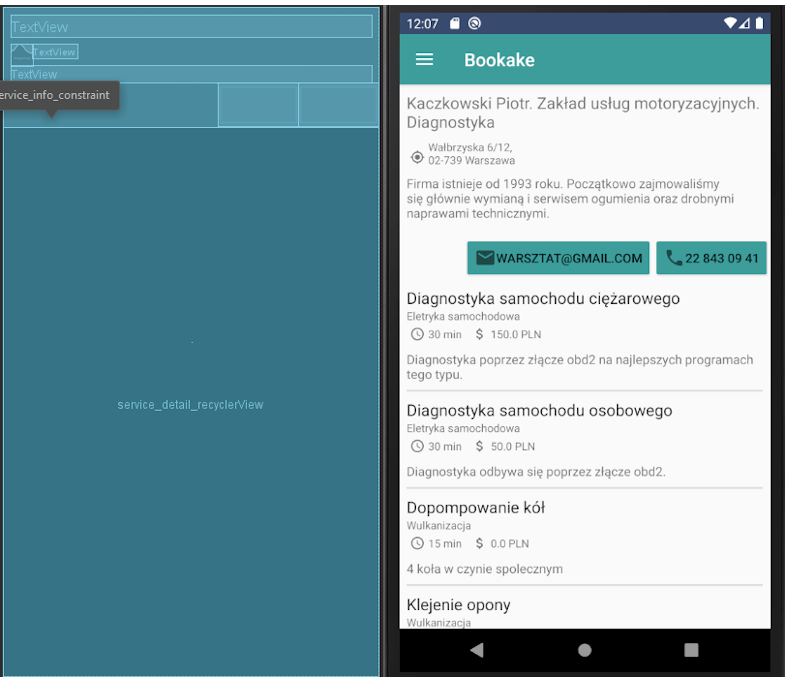 TextView
TextView
TextView
ervice_info_constraint
service_detail_recyclerView
12:07
Bookake
Kaczkowski Piotr. Zakład usług motoryzacyjnych.
Diagnostyka
Wałbrzyska 6/12,
02-739 Warszawa
Firma istnieje od 1993 roku. Początkowo zajmowaliśmy
się głównie wymianą i serwisem ogumienia oraz drobnymi
naprawami technicznymi.
WARSZTAT@GMAIL.COM
22 843 09 41
Diagnostyka samochodu ciężarowego
Eletryka samochodowa
30 min $ 150.0 PLN
Diagnostyka poprzez złącze obd2 na najlepszych programach
tego typu.
Diagnostyka samochodu osobowego
Eletryka samochodowa
30 min $ 50.0 PLN
Diagnostyka odbywa się poprzez złącze obd2.
Dopompowanie kół
Wulkanizacja
15 min $ 0.0 PLN
4 koła w czynie spolecznym
Klejenie opony
Wulkanizacja